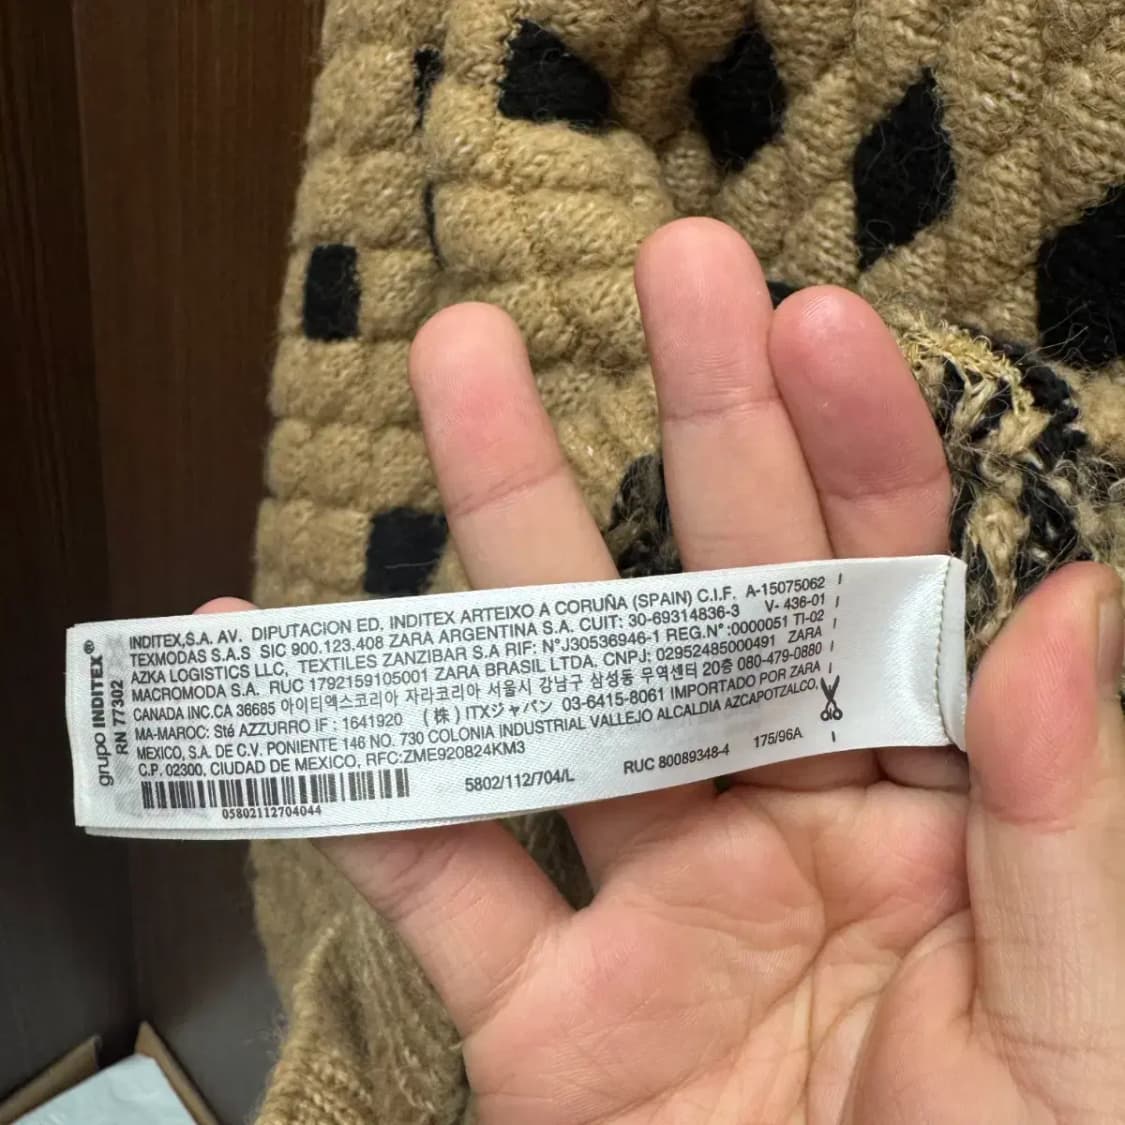 grupo INDITEX®
RN 77302
INDITEX,S.A. AV. DIPUTACION ED. INDITEX ARTEIXO A CORUÑA (SPAIN) C.I.F. A-15075062
TEXMODAS S.A.S SIC 900.123.408 ZARA ARGENTINA S.A. CUIT: 30-69314836-3 V- 436-01
AZKA LOGISTICS LLC, TEXTILES ZANZIBAR S.A RIF: N°J30536946-1 REG.N°:0000051 TI-02
MACROMODA S.A. RUC 1792159105001 ZARA BRASIL LTDA. CNPJ: 02952485000491 ZARA
CANADA INC.CA 36685 아이티엑스코리아 자라코리아 서울시 강남구 삼성동 무역센터 20층 080-479-0880
MA-MAROC: Sté AZZURRO IF : 1641920 (株) ITXジャパン 03-6415-8061 IMPORTADO POR ZARA
MEXICO, S.A. DE C.V. PONIENTE 146 NO. 730 COLONIA INDUSTRIAL VALLEJO ALCALDIA AZCAPOTZALCO.
C.P. 02300, CIUDAD DE MEXICO, RFC:ZME920824KM3
5802/112/704/L RUC 80089348-4 175/96A
05802112704044